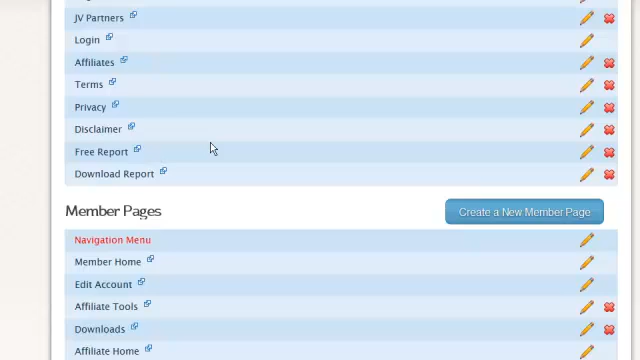 JV Partners
Login
Affiliates
Terms
Privacy
Disclaimer
Free Report
Download Report
Member Pages
Create a New Member Page
Navigation Menu
Member Home
Edit Account
Affiliate Tools
Downloads
Affiliate Home